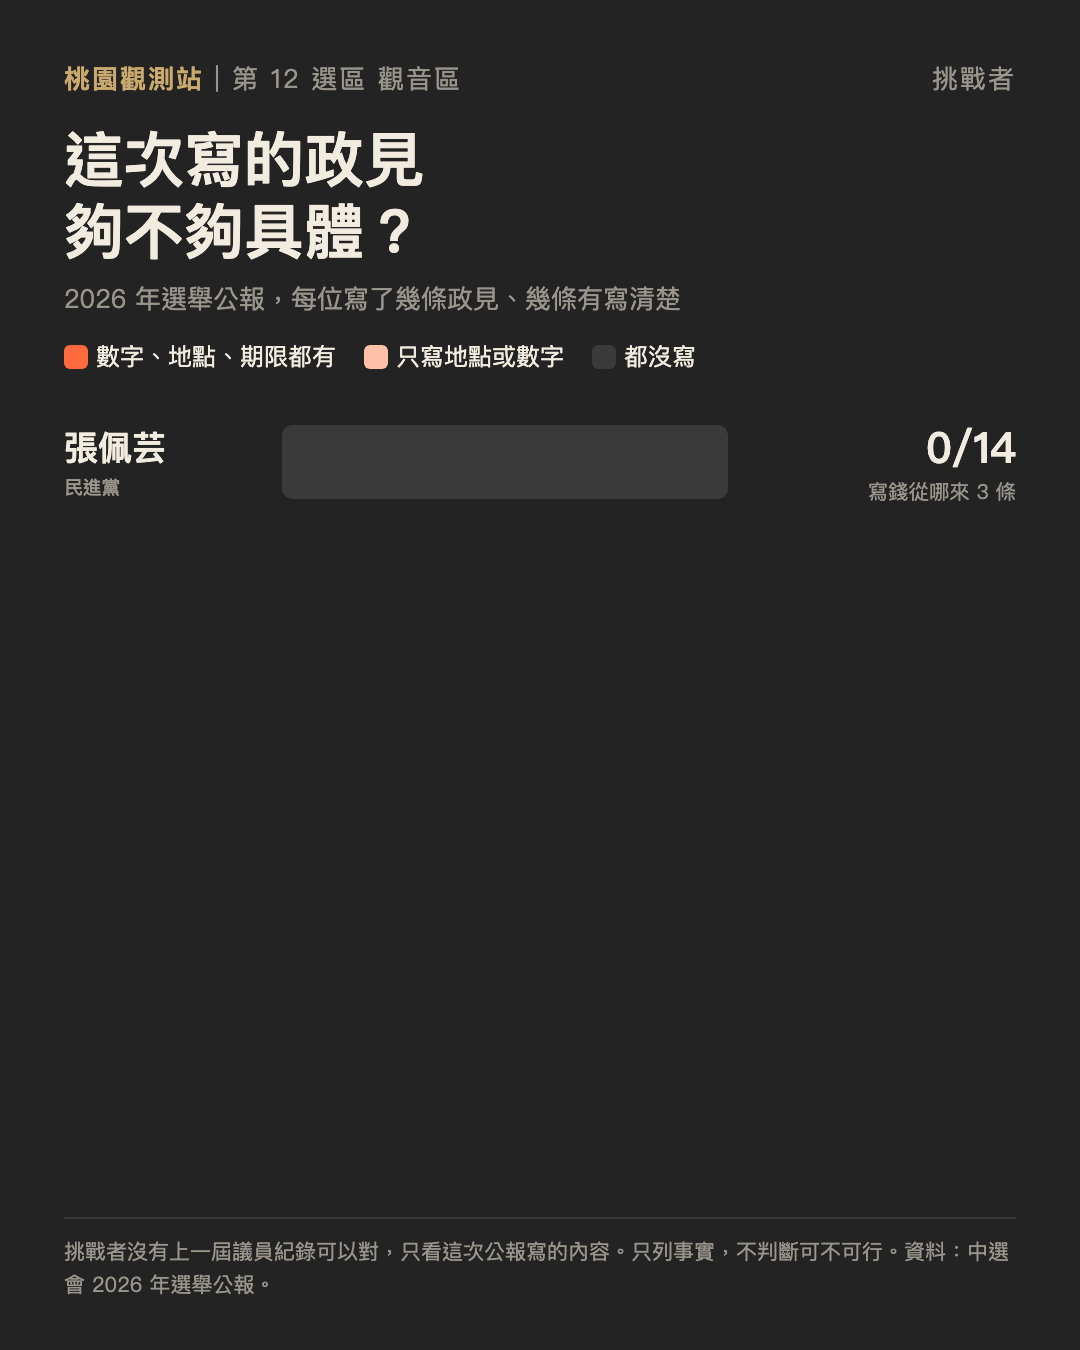 桃園觀測站｜第 12 選區 觀音區
挑戰者
這次寫的政見
夠不夠具體？
2026 年選舉公報，每位寫了幾條政見、幾條有寫清楚
數字、地點、期限都有
只寫地點或數字
都沒寫
張佩芸
民進黨
0/14
寫錢從哪來 3 條
挑戰者沒有上一屆議員紀錄可以對，只看這次公報寫的內容。只列事實，不判斷可不可行。資料：中選
會 2026 年選舉公報。